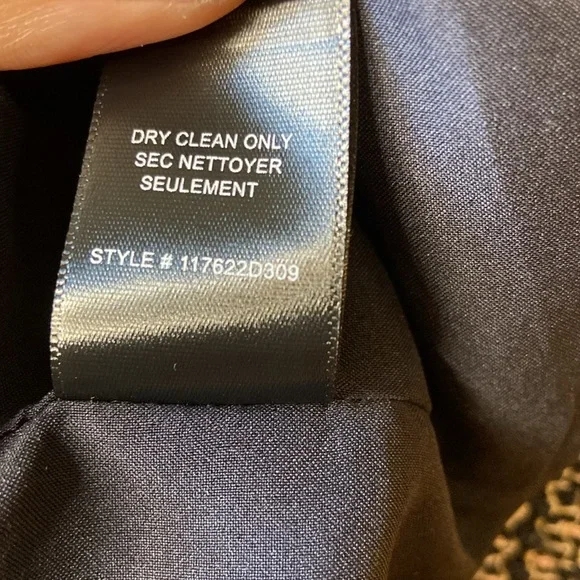 DRY CLEAN ONLY
SEC NETTOYER
SEULEMENT
STYLE # 117622D309